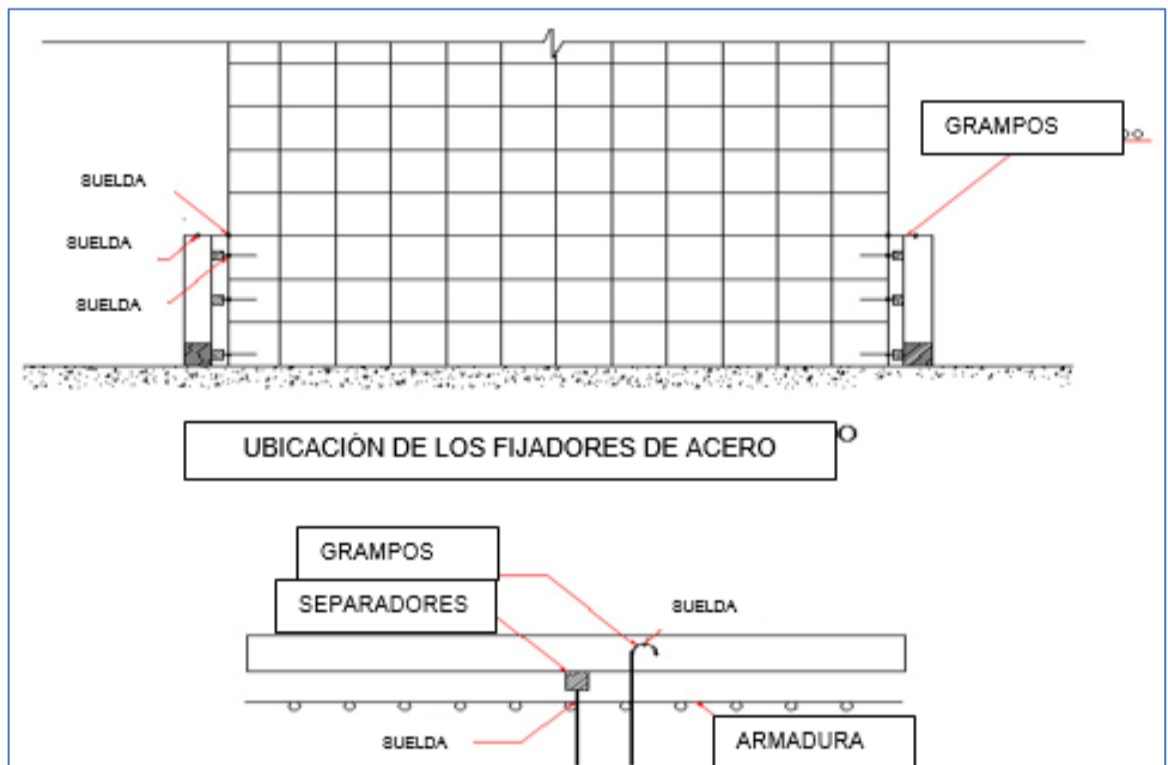 GRAMPOS
SUELDA
SUELDA
SUELDA
UBICACIÓN DE LOS FIJADORES DE ACERO
GRAMPOS
SEPARADORES
SUELDA
SUELDA
ARMADURA